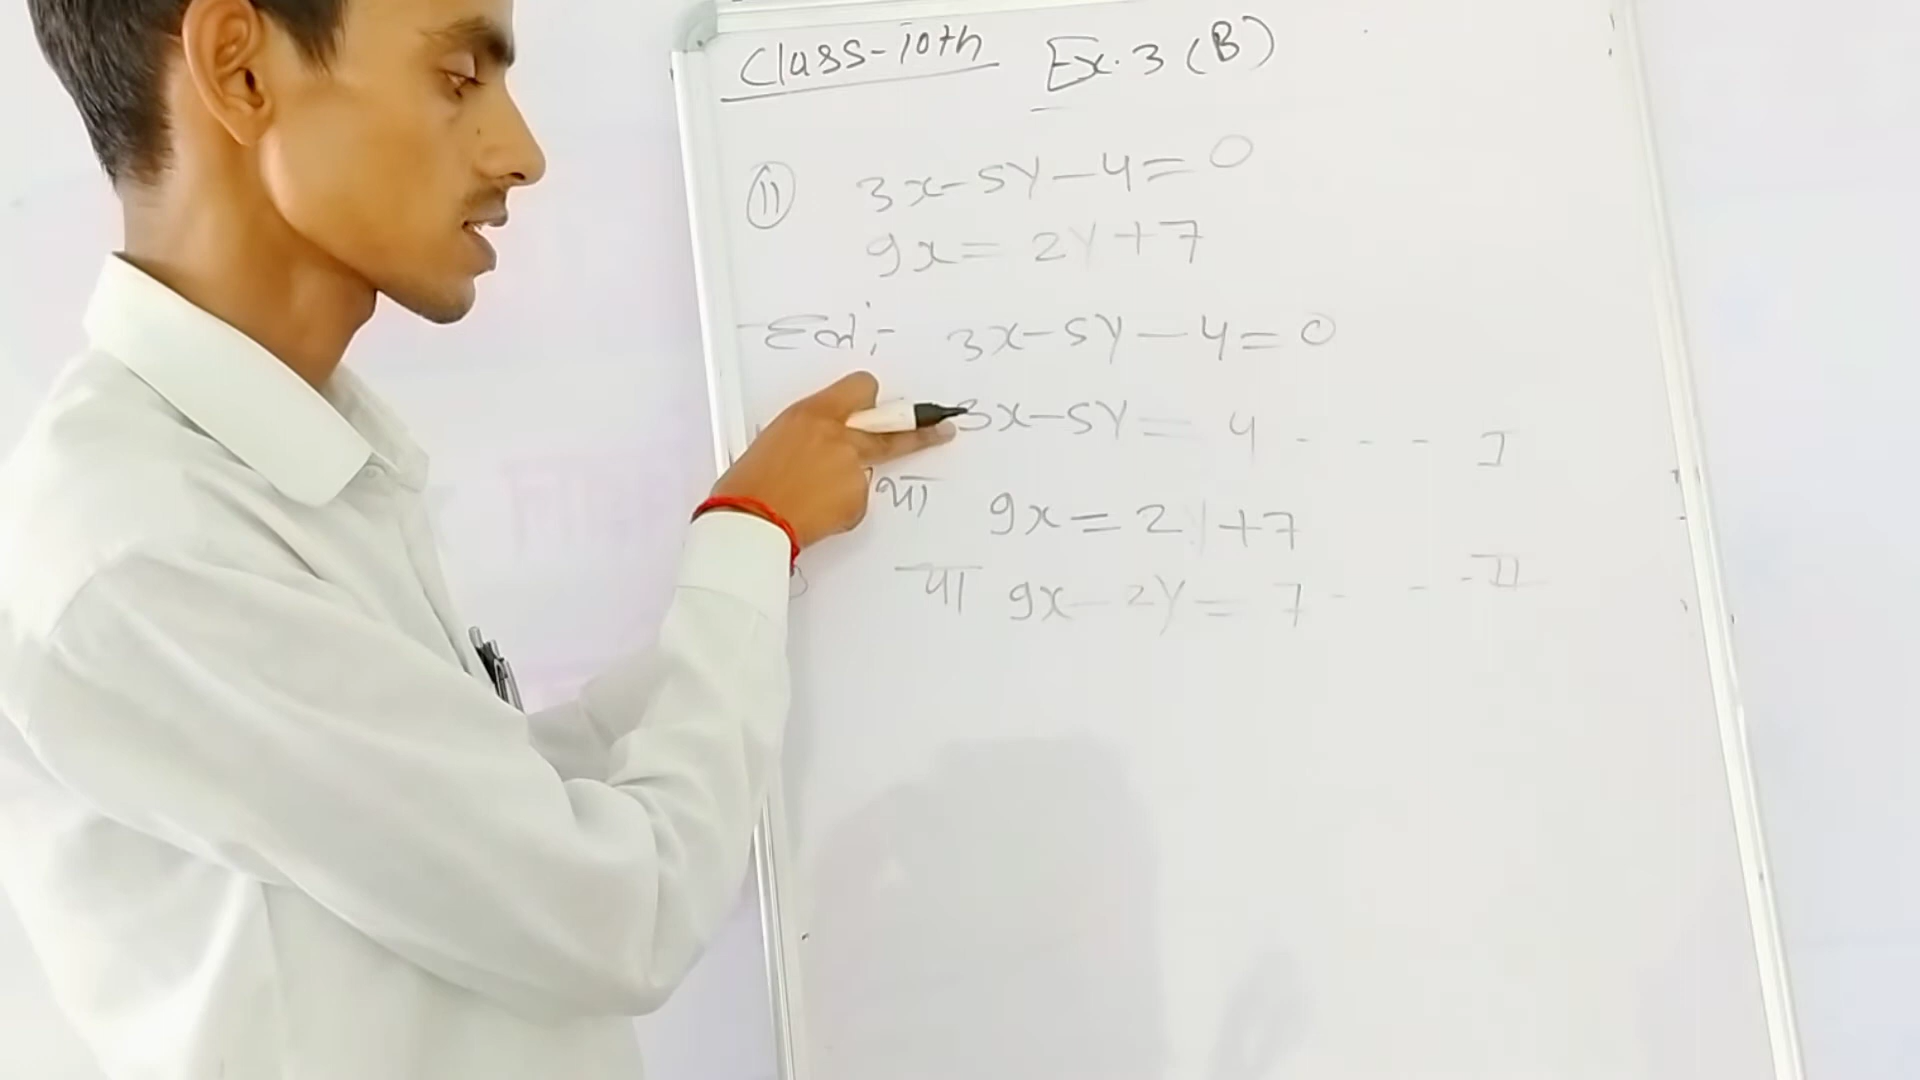 Class-10th Ex. 3 (B)
(ii) 3x-5y-4=0
9x = 2y+7
हल:- 3x-5y-4=0
3x-5y = 4 - - - I
9x = 2y+7
या 9x-2y = 7 - - - II